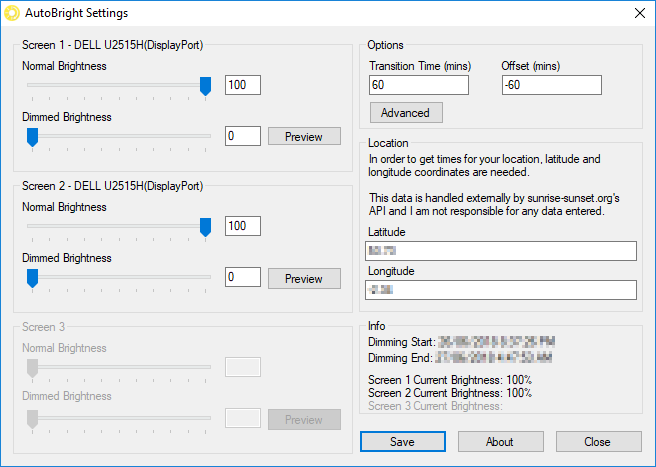 AutoBright Settings
Screen 1 - DELL U2515H(DisplayPort)
Normal Brightness
100
Dimmed Brightness
0
Preview
Screen 2 - DELL U2515H(DisplayPort)
Normal Brightness
100
Dimmed Brightness
0
Preview
Screen 3
Normal Brightness
Dimmed Brightness
Preview
Options
Transition Time (mins)
Offset (mins)
60
-60
Advanced
Location
In order to get times for your location, latitude and
longitude coordinates are needed.
This data is handled externally by sunrise-sunset.org's
API and I am not responsible for any data entered.
Latitude
Longitude
Info
Dimming Start:
Dimming End:
Screen 1 Current Brightness: 100%
Screen 2 Current Brightness: 100%
Screen 3 Current Brightness:
Save
About
Close